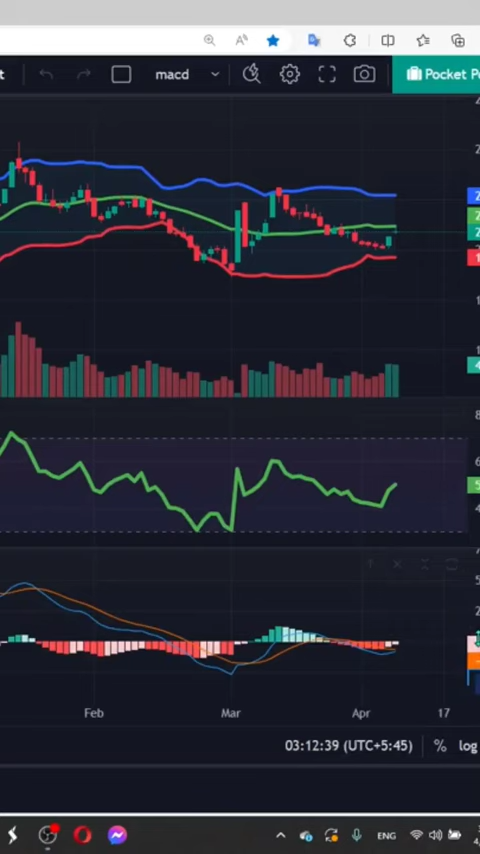 macd
Pocket P
Feb
Mar
Apr
17
03:12:39 (UTC+5:45)
%
log
ENG